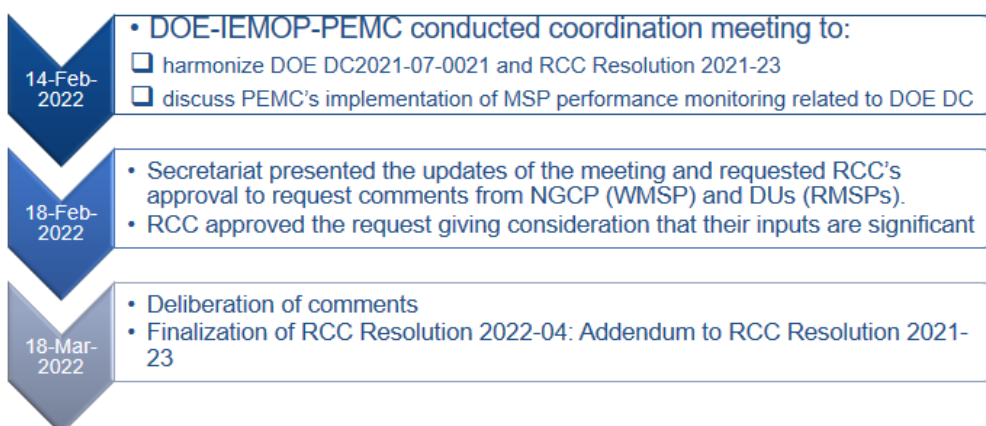 14-Feb-
2022
• DOE-IEMOP-PEMC conducted coordination meeting to:
❑ harmonize DOE DC2021-07-0021 and RCC Resolution 2021-23
❑ discuss PEMC's implementation of MSP performance monitoring related to DOE DC
18-Feb-
2022
• Secretariat presented the updates of the meeting and requested RCC's
approval to request comments from NGCP (WMSP) and DUs (RMSPs).
• RCC approved the request giving consideration that their inputs are significant
18-Mar-
2022
• Deliberation of comments
• Finalization of RCC Resolution 2022-04: Addendum to RCC Resolution 2021-
23